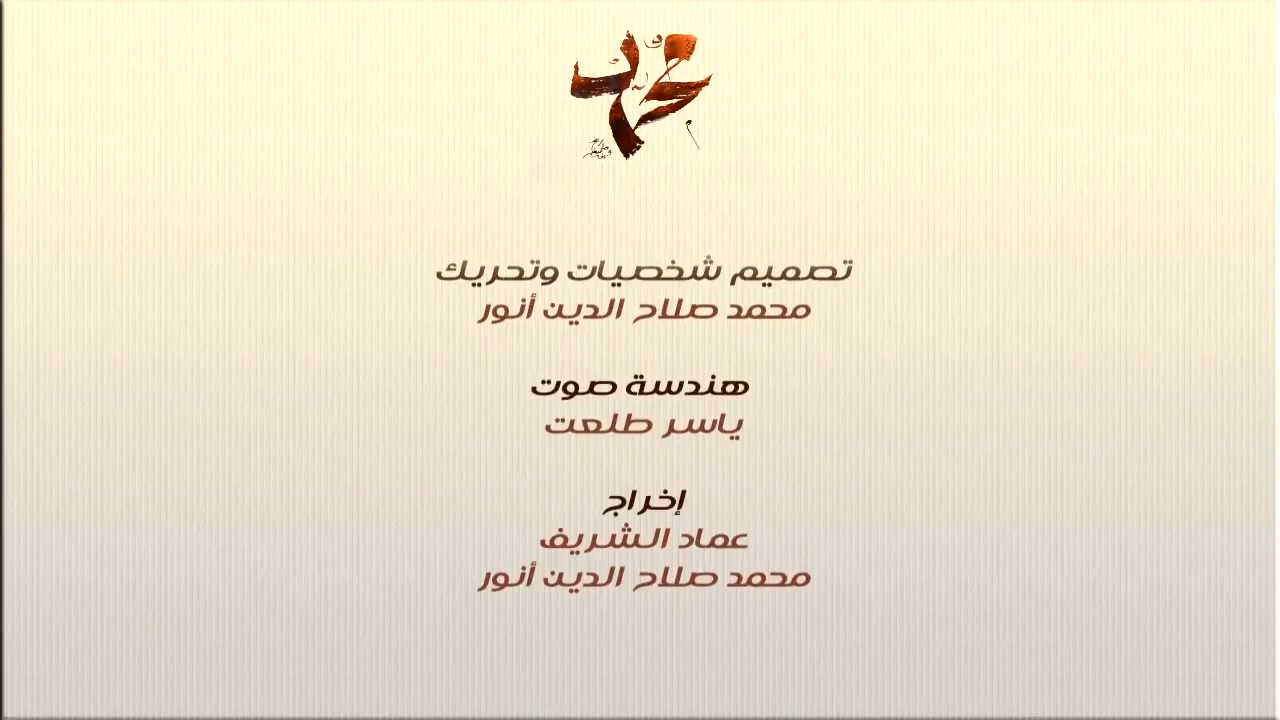 محمد
تصميم شخصيات وتحريك
محمد صلاح الدين أنور
هندسة صوت
ياسر طلعت
إخراج
عماد الشريف
محمد صلاح الدين أنور